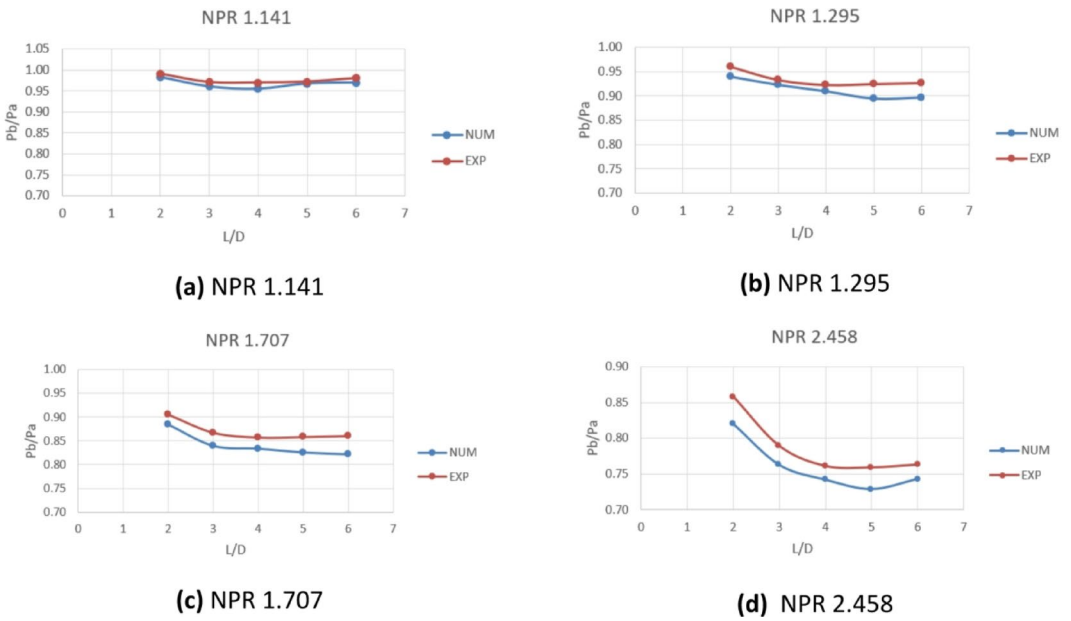 NPR 1.141
1.05
1.00
0.95
0.90
0.85
0.80
0.75
0.70
Pb/Pa
0 1 2 3 4 5 6 7
L/D
NUM
EXP
(a) NPR 1.141
NPR 1.295
1.00
0.95
0.90
0.85
0.80
0.75
0.70
Pb/Pa
0 1 2 3 4 5 6 7
L/D
NUM
EXP
(b) NPR 1.295
NPR 1.707
1.00
0.95
0.90
0.85
0.80
0.75
0.70
Pb/Pa
0 1 2 3 4 5 6 7
L/D
NUM
EXP
(c) NPR 1.707
NPR 2.458
0.90
0.85
0.80
0.75
0.70
Pb/Pa
0 1 2 3 4 5 6 7
L/D
NUM
EXP
(d) NPR 2.458